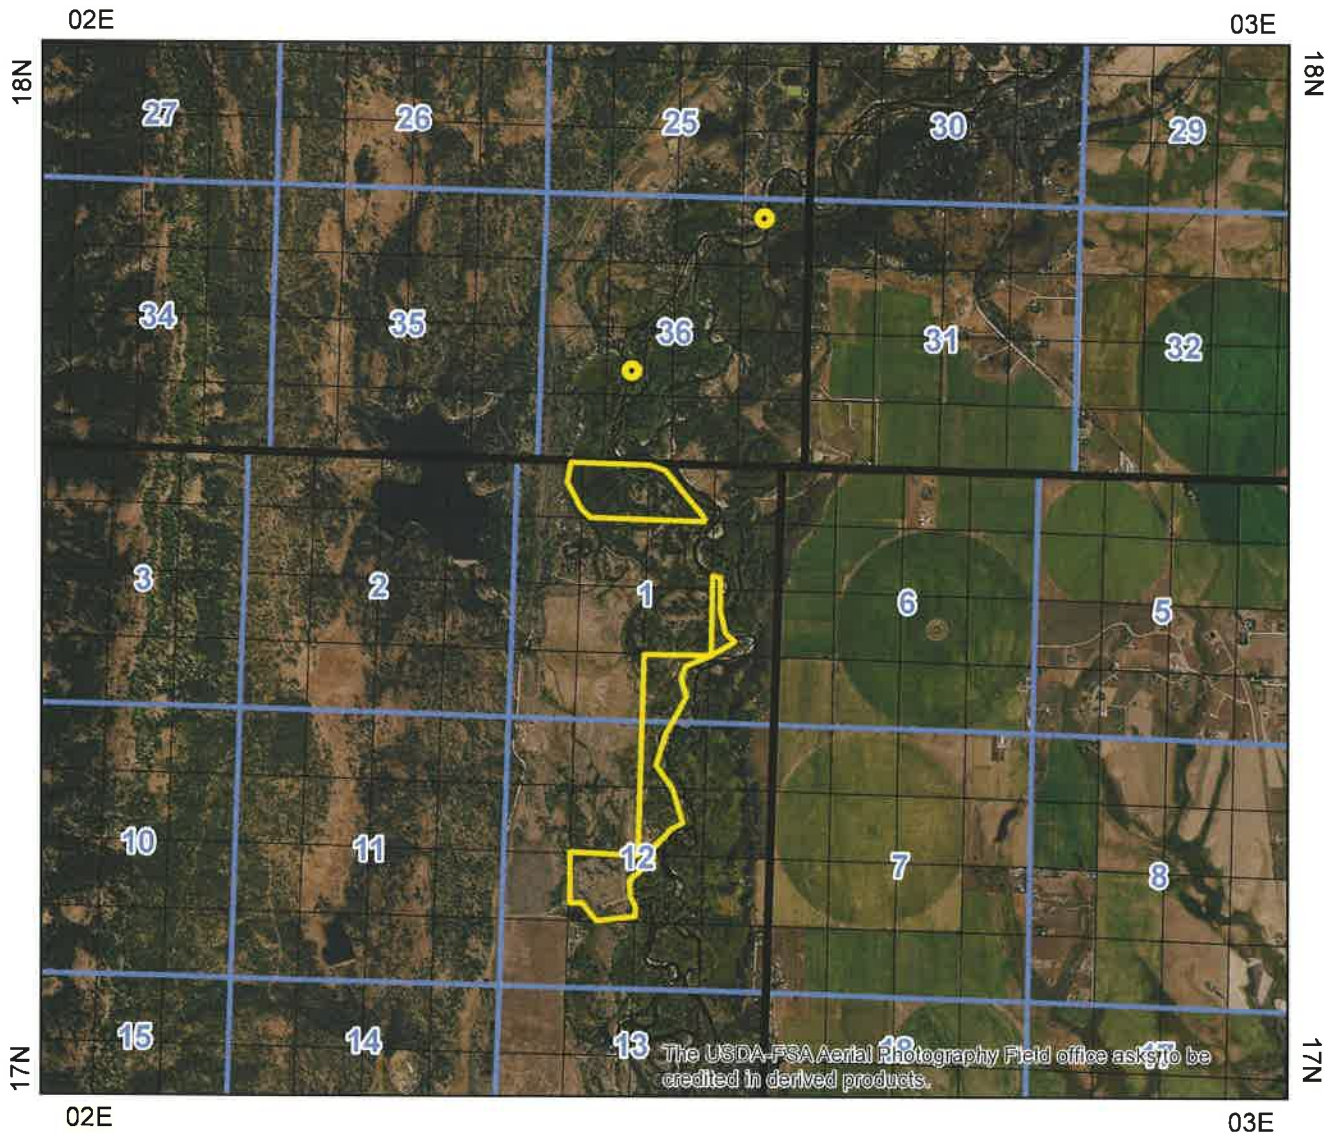 02E 03E
18N 18N
27 26 25 30 29
34 35 36 31 32
3 2 1 6 5
10 11 12 7 8
15 14 13 18 17
The USDA-FSA Aerial Photography Field office asks to be
credited in derived products.
17N 17N
02E 03E